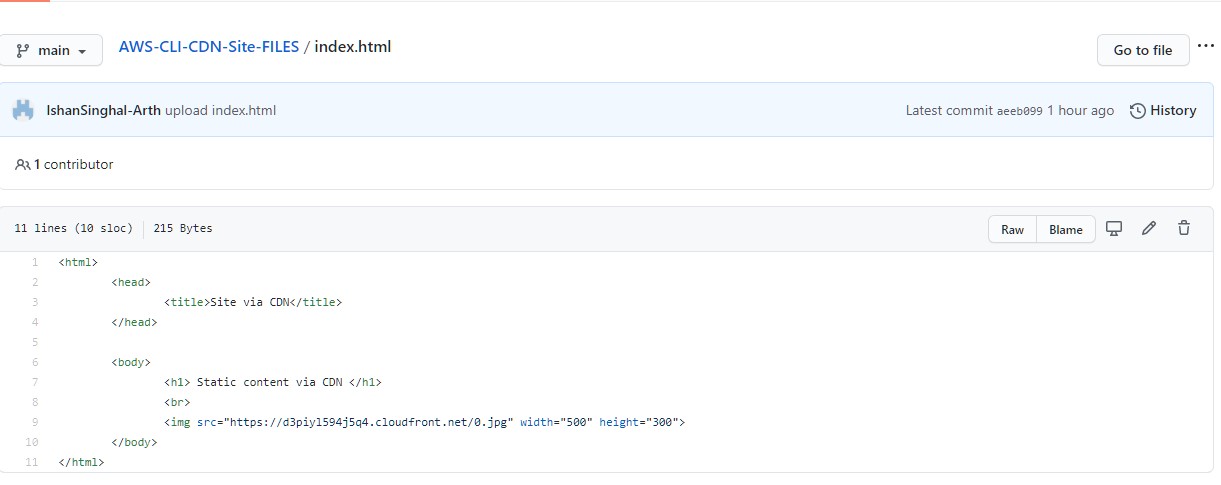 main
AWS-CLI-CDN-Site-FILES / index.html
Go to file
IshanSinghal-Arth upload index.html
Latest commit aeeb099 1 hour ago
History
1 contributor
11 lines (10 sloc)
215 Bytes
Raw
Blame
1 <html>
2 <head>
3 <title>Site via CDN</title>
4 </head>
5
6 <body>
7 <h1> Static content via CDN </h1>
8 <br>
9 <img src="https://d3piyl594j5q4.cloudfront.net/0.jpg" width="500" height="300">
10 </body>
11 </html>